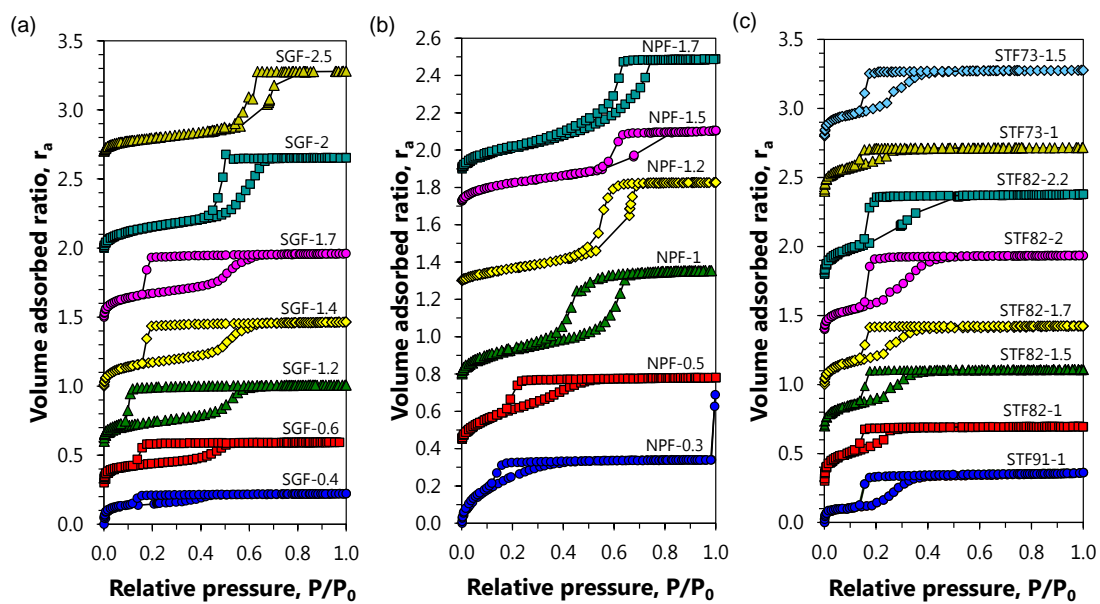 (a)
3.5
3.0
2.5
2.0
1.5
1.0
0.5
0.0
Volume adsorbed ratio, rₐ
SGF-2.5
SGF-2
SGF-1.7
SGF-1.4
SGF-1.2
SGF-0.6
SGF-0.4
0.0 0.2 0.4 0.6 0.8 1.0
Relative pressure, P/P₀
(b)
2.6
2.4
2.2
2.0
1.8
1.6
1.4
1.2
1.0
0.8
0.6
0.4
0.2
0.0
Volume adsorbed ratio, rₐ
NPF-1.7
NPF-1.5
NPF-1.2
NPF-1
NPF-0.5
NPF-0.3
0.0 0.2 0.4 0.6 0.8 1.0
Relative pressure, P/P₀
(c)
3.5
3.0
2.5
2.0
1.5
1.0
0.5
0.0
Volume adsorbed ratio, rₐ
STF73-1.5
STF73-1
STF82-2.2
STF82-2
STF82-1.7
STF82-1.5
STF82-1
STF91-1
0.0 0.2 0.4 0.6 0.8 1.0
Relative pressure, P/P₀